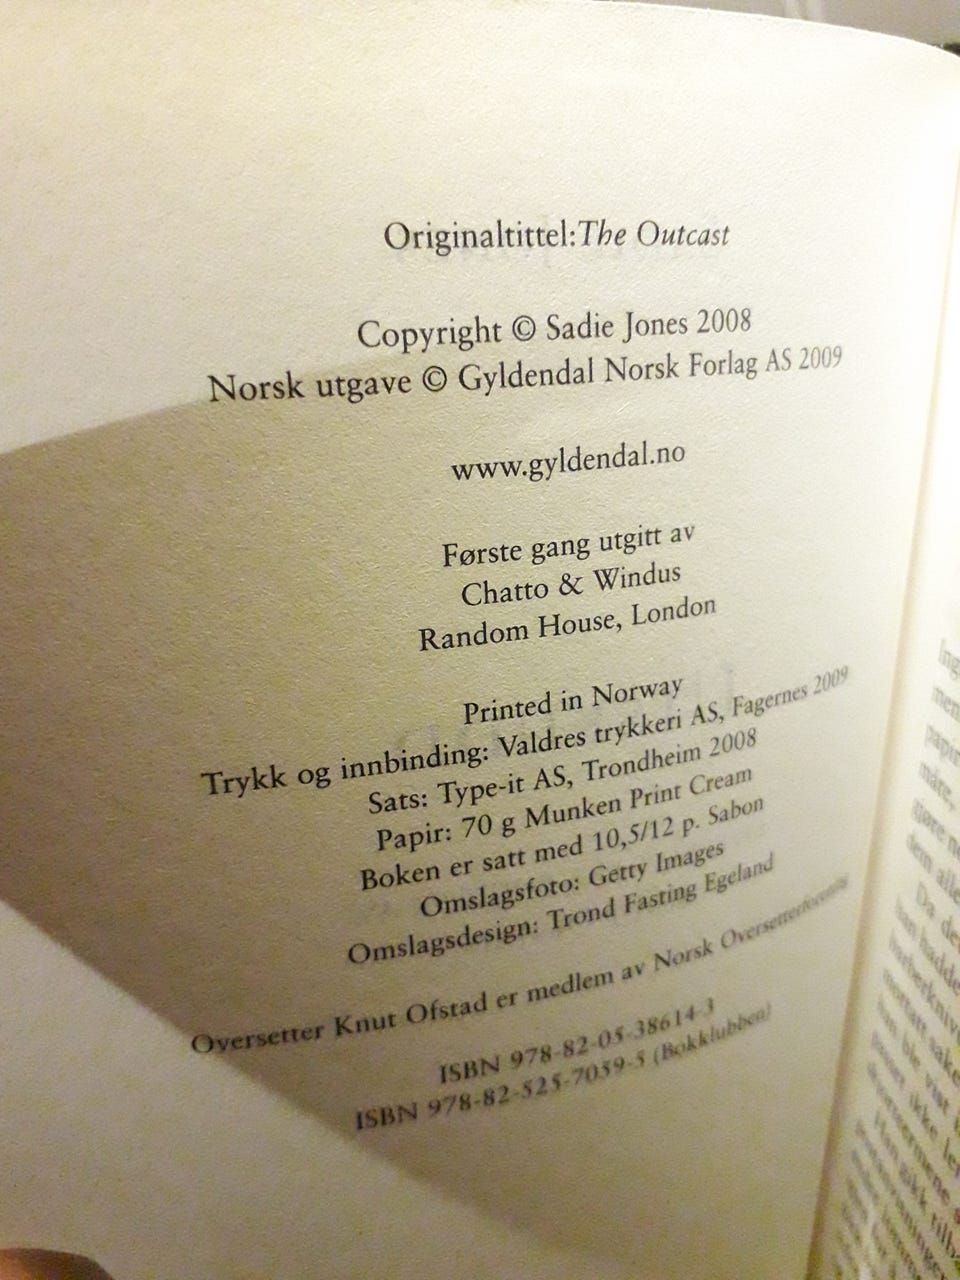 Originaltittel:The Outcast
Copyright © Sadie Jones 2008
Norsk utgave © Gyldendal Norsk Forlag AS 2009
www.gyldendal.no
Første gang utgitt av
Chatto & Windus
Random House, London
Printed in Norway
Trykk og innbinding: Valdres trykkeri AS, Fagernes 2009
Sats: Type-it AS, Trondheim 2008
Papir: 70 g Munken Print Cream
Boken er satt med 10,5/12 p. Sabon
Omslagsfoto: Getty Images
Omslagsdesign: Trond Fasting Egeland
Oversetter Knut Ofstad er medlem av Norsk Oversetterforening
ISBN 978-82-05-38614-3
ISBN 978-82-525-7059-5 (Bokklubben)